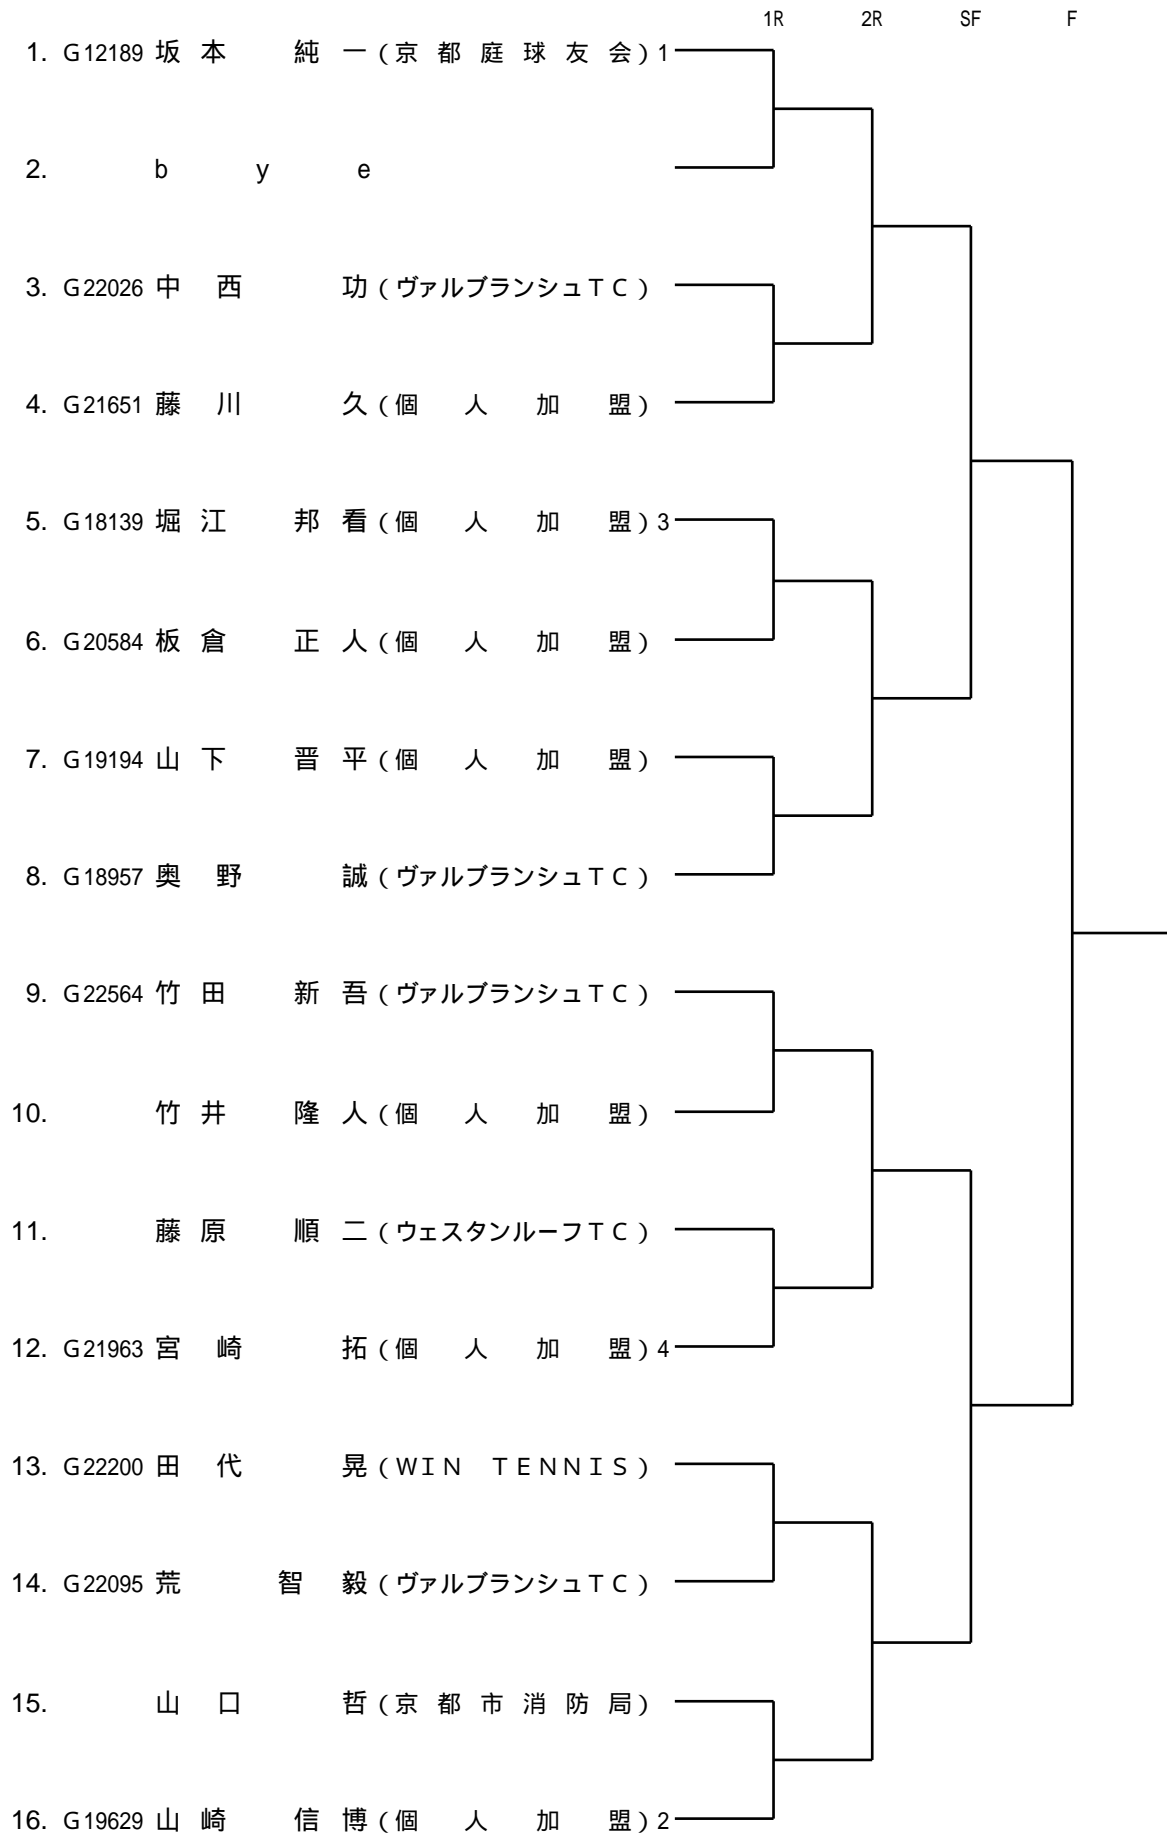 1R 2R SF F
1. G12189 坂本 純一(京都庭球友会)1
2. bye
3. G22026 中西 功(ヴァルブランシュTC)
4. G21651 藤川 久(個人加盟)
5. G18139 堀江 邦看(個人加盟)3
6. G20584 板倉 正人(個人加盟)
7. G19194 山下 晋平(個人加盟)
8. G18957 奥野 誠(ヴァルブランシュTC)
9. G22564 竹田 新吾(ヴァルブランシュTC)
10. 竹井 隆人(個人加盟)
11. 藤原 順二(ウェスタンルーフTC)
12. G21963 宮崎 拓(個人加盟)4
13. G22200 田代 晃(WIN TENNIS)
14. G22095 荒 智毅(ヴァルブランシュTC)
15. 山口 哲(京都市消防局)
16. G19629 山崎 信博(個人加盟)2